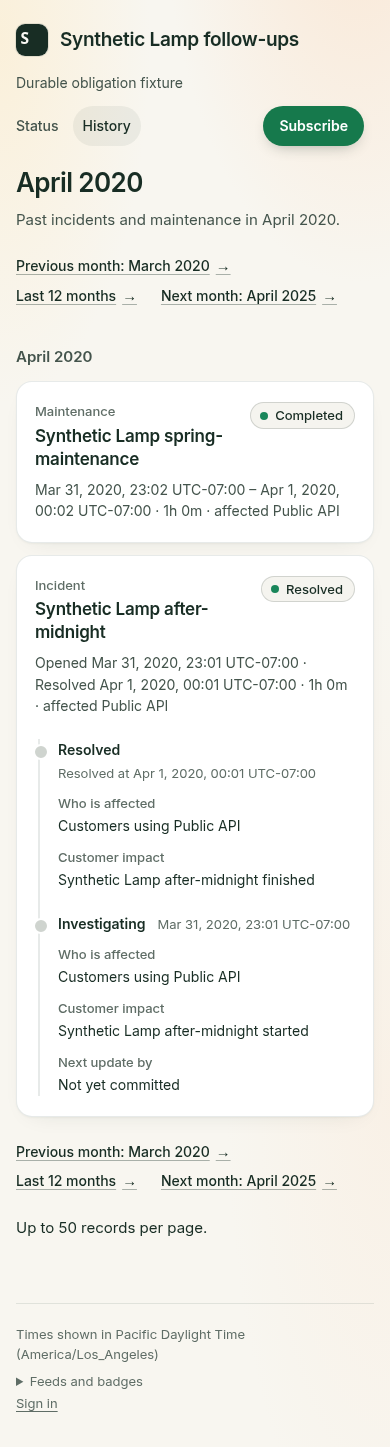 S
Synthetic Lamp follow-ups
Durable obligation fixture
Status
History
Subscribe
April 2020
Past incidents and maintenance in April 2020.
Previous month: March 2020 →
Last 12 months →
Next month: April 2025 →
April 2020
Maintenance
Completed
Synthetic Lamp spring-
maintenance
Mar 31, 2020, 23:02 UTC-07:00 – Apr 1, 2020,
00:02 UTC-07:00 · 1h 0m · affected Public API
Incident
Resolved
Synthetic Lamp after-
midnight
Opened Mar 31, 2020, 23:01 UTC-07:00 ·
Resolved Apr 1, 2020, 00:01 UTC-07:00 · 1h 0m
· affected Public API
Resolved
Resolved at Apr 1, 2020, 00:01 UTC-07:00
Who is affected
Customers using Public API
Customer impact
Synthetic Lamp after-midnight finished
Investigating Mar 31, 2020, 23:01 UTC-07:00
Who is affected
Customers using Public API
Customer impact
Synthetic Lamp after-midnight started
Next update by
Not yet committed
Previous month: March 2020 →
Last 12 months →
Next month: April 2025 →
Up to 50 records per page.
Times shown in Pacific Daylight Time
(America/Los_Angeles)
▶ Feeds and badges
Sign in